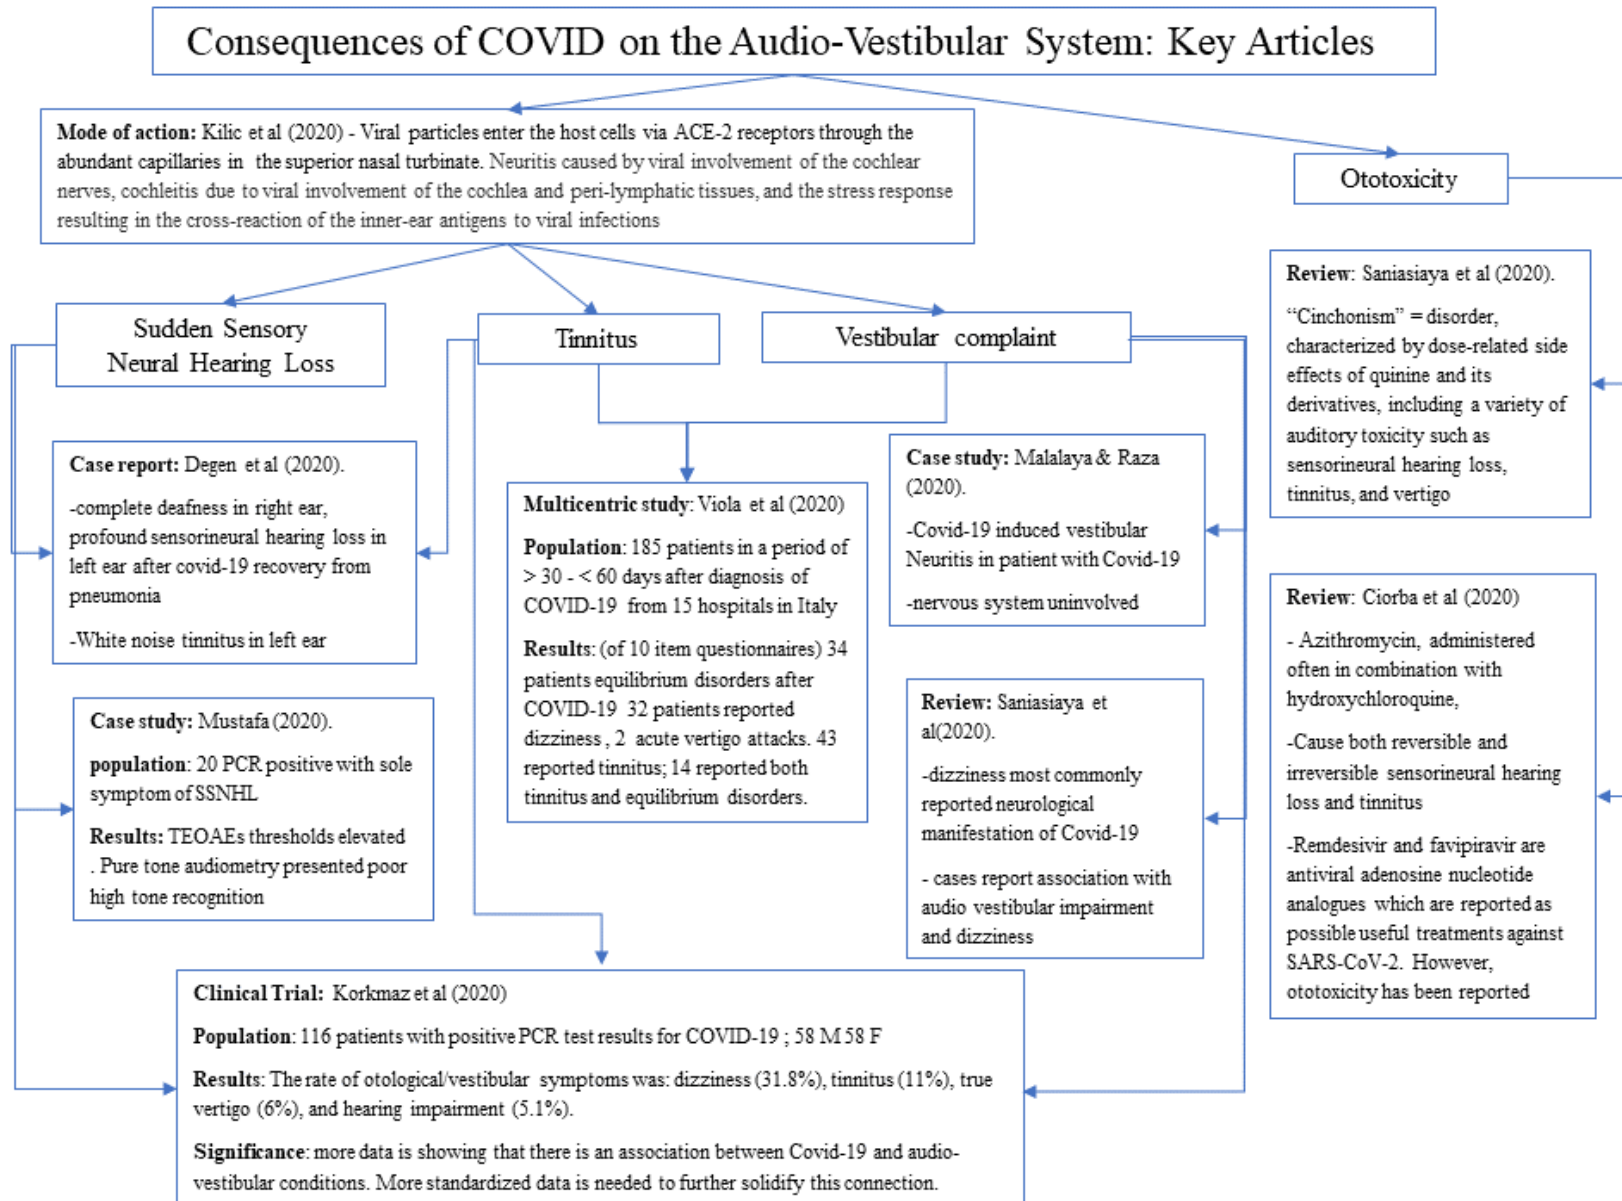 Consequences of COVID on the Audio-Vestibular System: Key Articles
Mode of action: Kilic et al (2020) - Viral particles enter the host cells via ACE-2 receptors through the
abundant capillaries in the superior nasal turbinate. Neuritis caused by viral involvement of the cochlear
nerves, cochleitis due to viral involvement of the cochlea and peri-lymphatic tissues, and the stress response
resulting in the cross-reaction of the inner-ear antigens to viral infections
Ototoxicity
Sudden Sensory
Neural Hearing Loss
Tinnitus
Vestibular complaint
Case report: Degen et al (2020).
-complete deafness in right ear,
profound sensorineural hearing loss in
left ear after covid-19 recovery from
pneumonia
-White noise tinnitus in left ear
Case study: Mustafa (2020).
population: 20 PCR positive with sole
symptom of SSNHL
Results: TEOAEs thresholds elevated
. Pure tone audiometry presented poor
high tone recognition
Multicentric study: Viola et al (2020)
Population: 185 patients in a period of
> 30 - < 60 days after diagnosis of
COVID-19 from 15 hospitals in Italy
Results: (of 10 item questionnaires) 34
patients equilibrium disorders after
COVID-19 32 patients reported
dizziness , 2 acute vertigo attacks. 43
reported tinnitus; 14 reported both
tinnitus and equilibrium disorders.
Case study: Malalaya & Raza
(2020).
-Covid-19 induced vestibular
Neuritis in patient with Covid-19
-nervous system uninvolved
Review: Saniasiaya et
al(2020).
-dizziness most commonly
reported neurological
manifestation of Covid-19
- cases report association with
audio vestibular impairment
and dizziness
Review: Saniasiaya et al (2020).
“Cinchonism” = disorder,
characterized by dose-related side
effects of quinine and its
derivatives, including a variety of
auditory toxicity such as
sensorineural hearing loss,
tinnitus, and vertigo
Review: Ciorba et al (2020)
- Azithromycin, administered
often in combination with
hydroxychloroquine,
-Cause both reversible and
irreversible sensorineural hearing
loss and tinnitus
-Remdesivir and favipiravir are
antiviral adenosine nucleotide
analogues which are reported as
possible useful treatments against
SARS-CoV-2. However,
ototoxicity has been reported
Clinical Trial: Korkmaz et al (2020)
Population: 116 patients with positive PCR test results for COVID-19 ; 58 M 58 F
Results: The rate of otological/vestibular symptoms was: dizziness (31.8%), tinnitus (11%), true
vertigo (6%), and hearing impairment (5.1%).
Significance: more data is showing that there is an association between Covid-19 and audio-
vestibular conditions. More standardized data is needed to further solidify this connection.